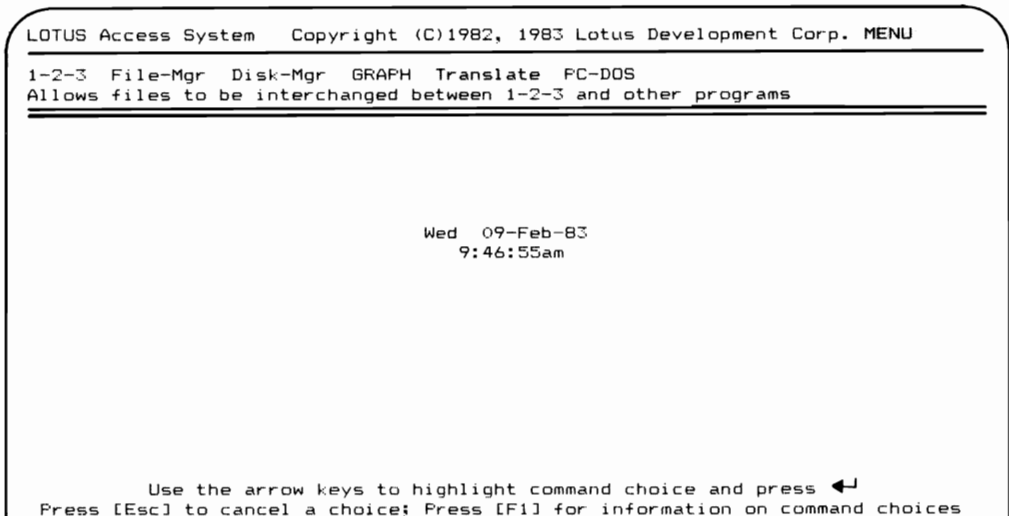 LOTUS Access System   Copyright (C)1982, 1983 Lotus Development Corp. MENU
1-2-3  File-Mgr  Disk-Mgr  GRAPH  Translate  PC-DOS
Allows files to be interchanged between 1-2-3 and other programs
Wed  09-Feb-83
9:46:55am
Use the arrow keys to highlight command choice and press ↵
Press [Esc] to cancel a choice; Press [F1] for information on command choices